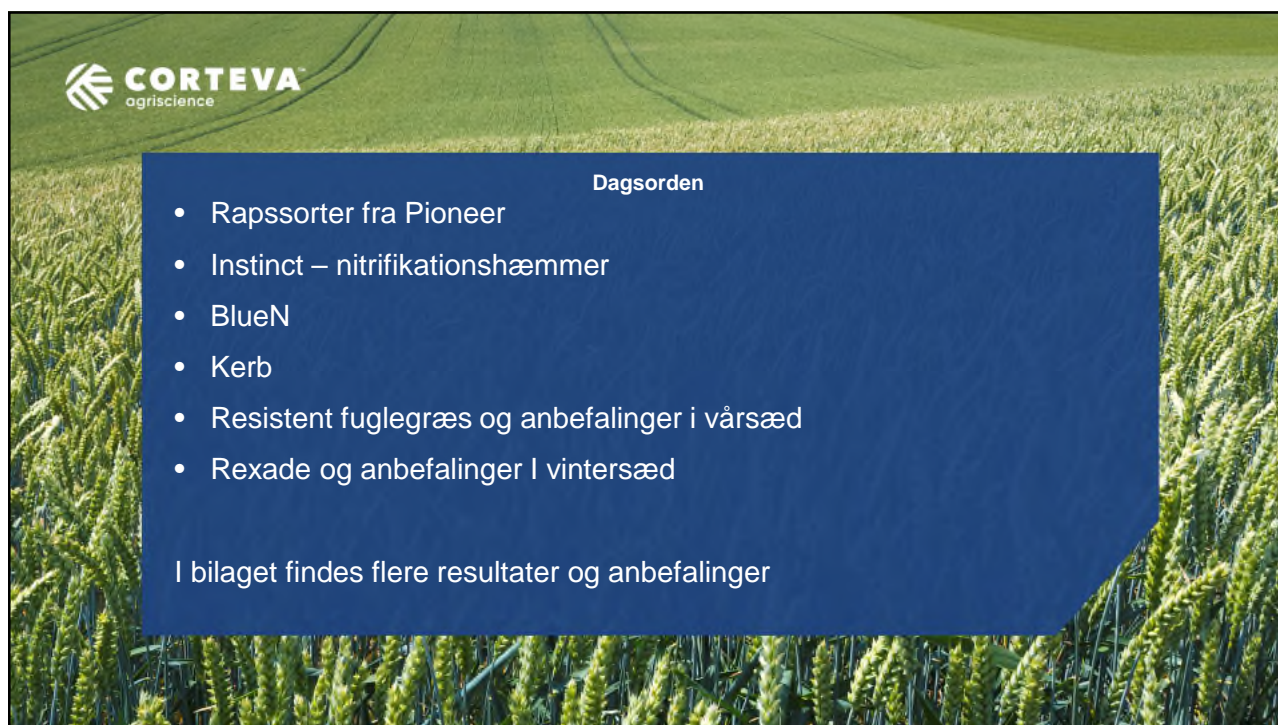 CORTEVA™
agriscience
Dagsorden
• Rapssorter fra Pioneer
• Instinct – nitrifikationshæmmer
• BlueN
• Kerb
• Resistent fuglegræs og anbefalinger i vårsæd
• Rexade og anbefalinger I vintersæd
I bilaget findes flere resultater og anbefalinger